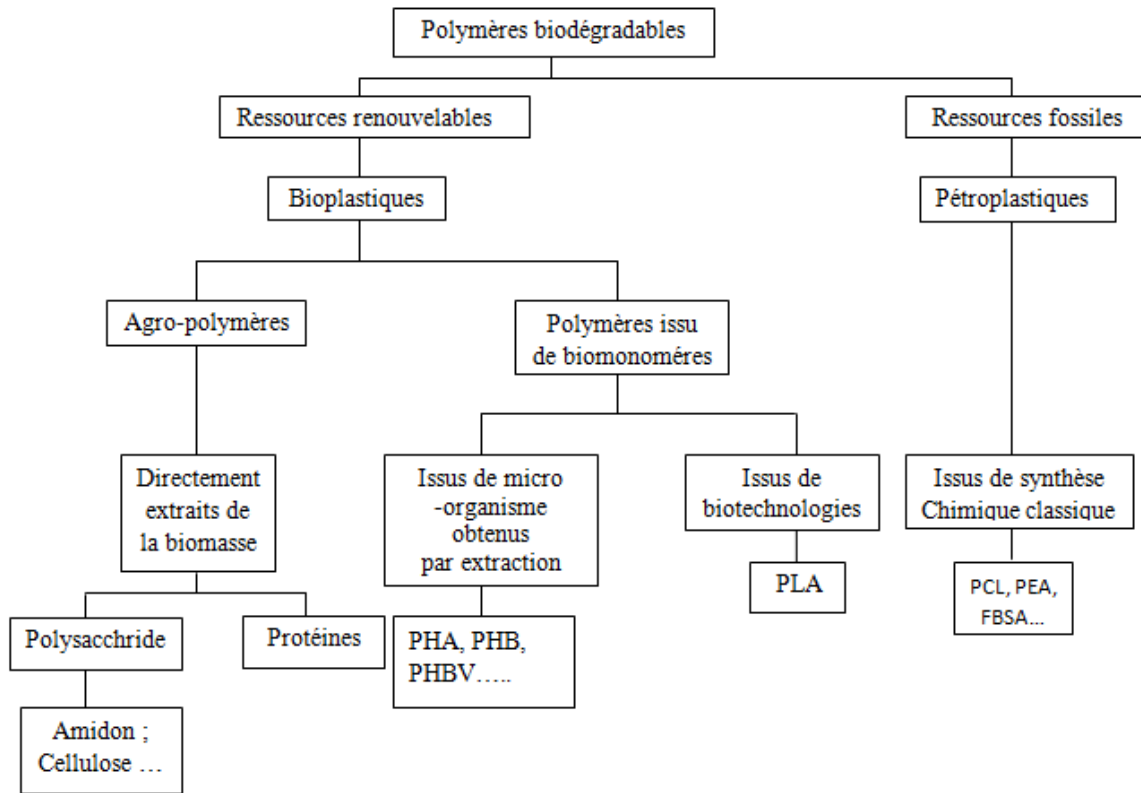 Polymères biodégradables
Ressources renouvelables
Ressources fossiles
Bioplastiques
Pétroplastiques
Agro-polymères
Polymères issu
de biomonoméres
Directement
extraits de
la biomasse
Issus de micro
-organisme
obtenus
par extraction
Issus de
biotechnologies
Issus de synthèse
Chimique classique
Polysacchride
Protéines
PHA, PHB,
PHBV…..
PLA
PCL, PEA,
FBSA...
Amidon ;
Cellulose …